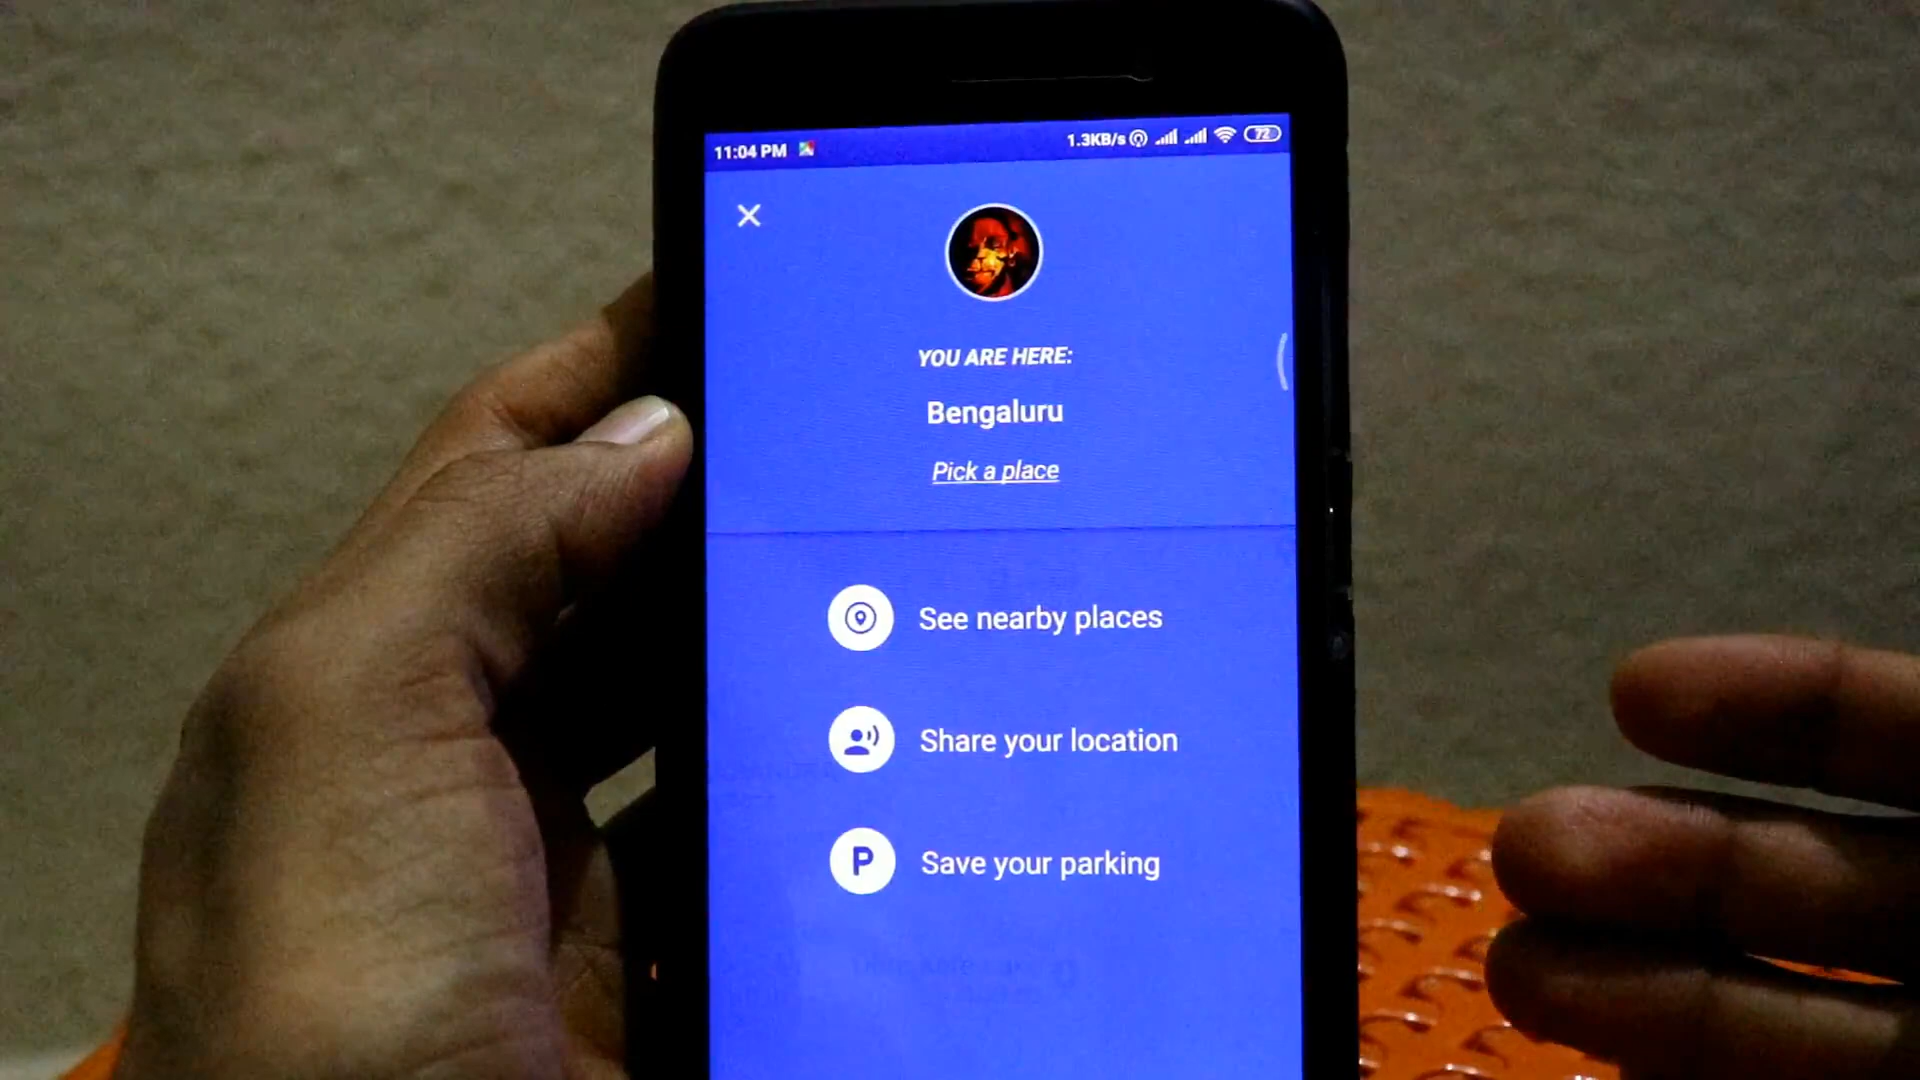 11:04 PM 1.3KB/s 72
YOU ARE HERE:
Bengaluru
Pick a place
See nearby places
Share your location
P Save your parking